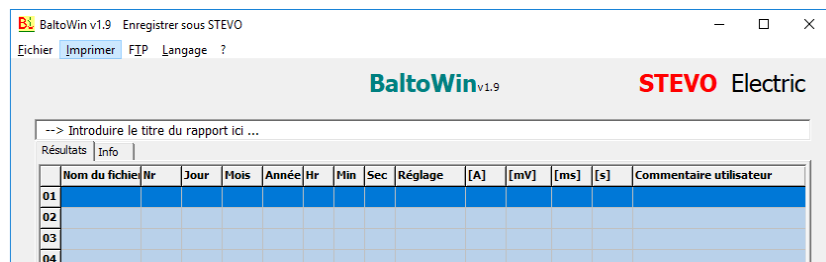 BaltoWin v1.9 Enregistrer sous STEVO
Fichier Imprimer FTP Langage ?
BaltoWin v1.9 STEVO Electric
--> Introduire le titre du rapport ici ...
Résultats Info
Nom du fichier Nr Jour Mois Année Hr Min Sec Réglage [A] [mV] [ms] [s] Commentaire utilisateur
01
02
03
04